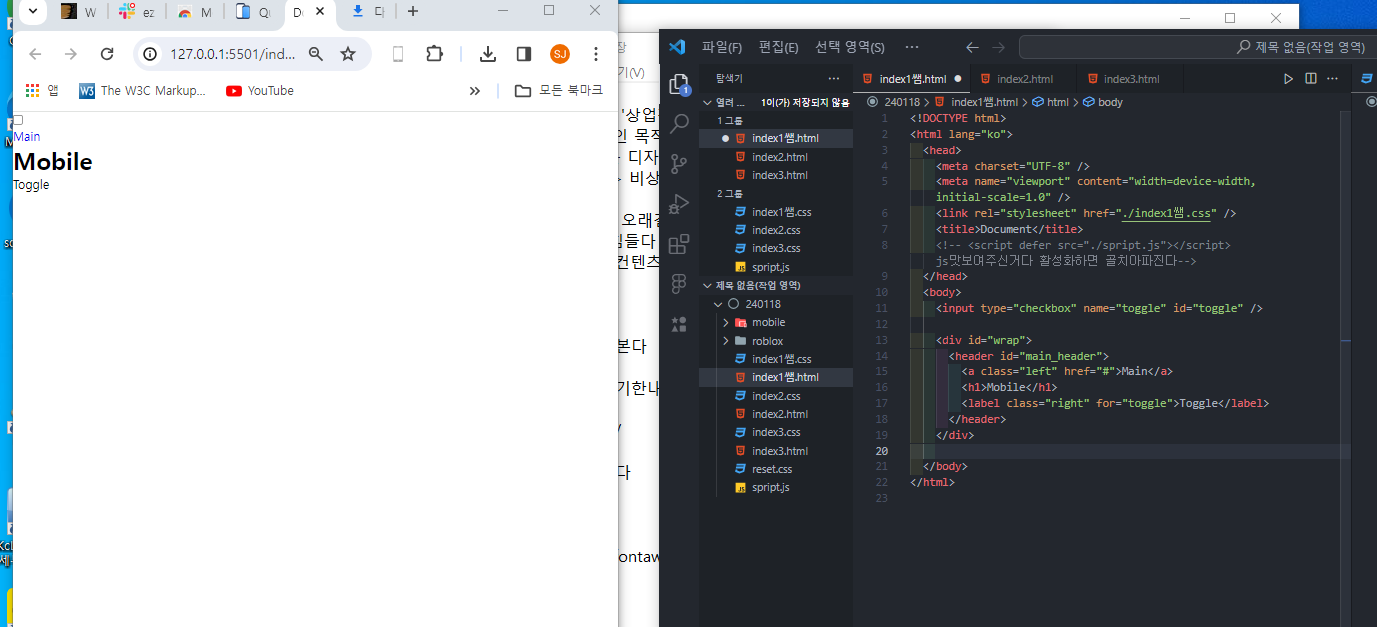 W
ez
M
Qu
D
다
127.0.0.1:5501/ind...
SJ
앱
The W3C Markup...
YouTube
모든 북마크
Main
Mobile
Toggle
장
기(V)
'상업
인 목적
디자
비상
오래걸
힘들다
컨텐츠
본다
기한내
다
ontaw
파일(F)
편집(E)
선택 영역(S)
제목 없음(작업 영역)
탐색기
index1쌤.html
index2.html
index3.html
열려 ...
1이(가) 저장되지 않음
240118 > index1쌤.html > html > body
1 그룹
index1쌤.html
index2.html
index3.html
2 그룹
index1쌤.css
index2.css
index3.css
spript.js
제목 없음(작업 영역)
240118
mobile
roblox
index1쌤.css
index1쌤.html
index2.css
index2.html
index3.css
index3.html
reset.css
spript.js
1 <!DOCTYPE html>
2 <html lang="ko">
3 <head>
4 <meta charset="UTF-8" />
5 <meta name="viewport" content="width=device-width,
initial-scale=1.0" />
6 <link rel="stylesheet" href="./index1쌤.css" />
7 <title>Document</title>
8 <!-- <script defer src="./spript.js"></script>
js맛보여주신거다 활성화하면 골치아파진다-->
9 </head>
10 <body>
11 <input type="checkbox" name="toggle" id="toggle" />
12
13 <div id="wrap">
14 <header id="main_header">
15 <a class="left" href="#">Main</a>
16 <h1>Mobile</h1>
17 <label class="right" for="toggle">Toggle</label>
18 </header>
19 </div>
20
21 </body>
22 </html>
23